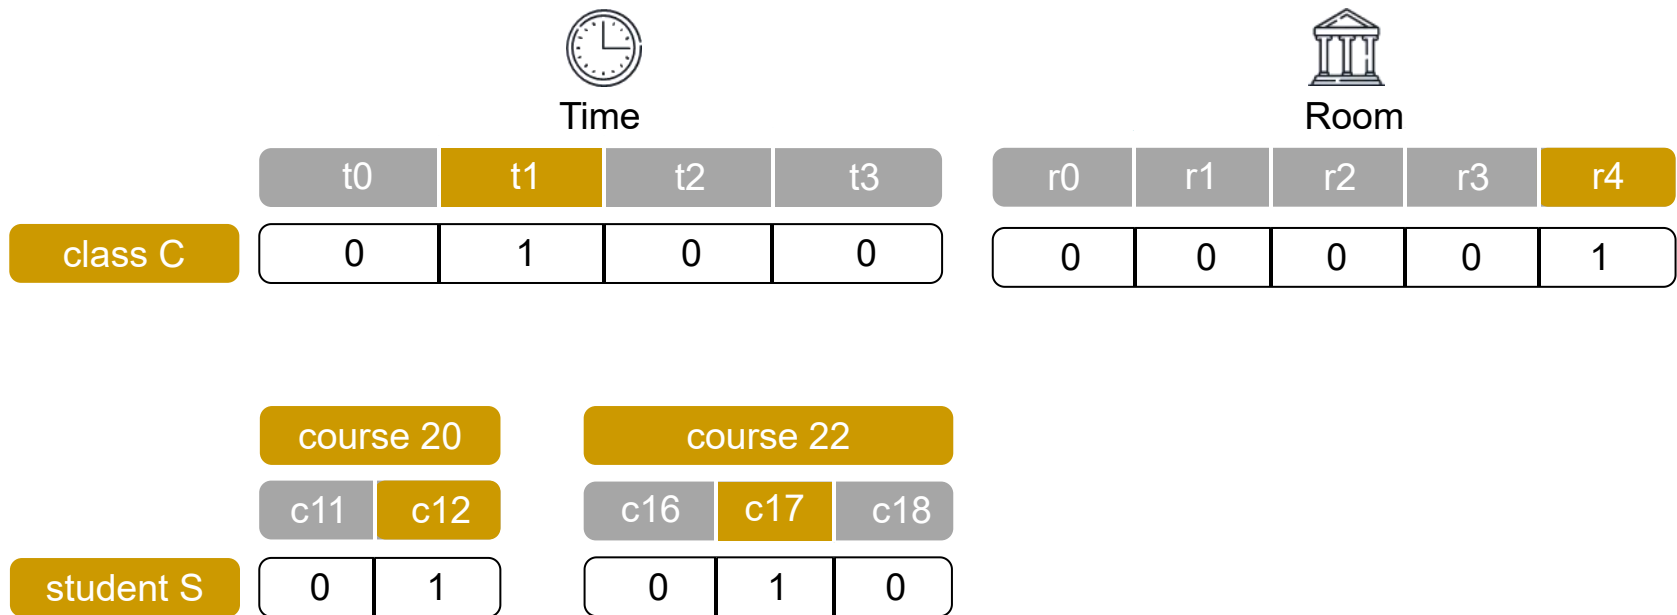 Time Room
t0 t1 t2 t3 r0 r1 r2 r3 r4
class C 0 1 0 0 0 0 0 0 1
course 20 course 22
c11 c12 c16 c17 c18
student S 0 1 0 1 0